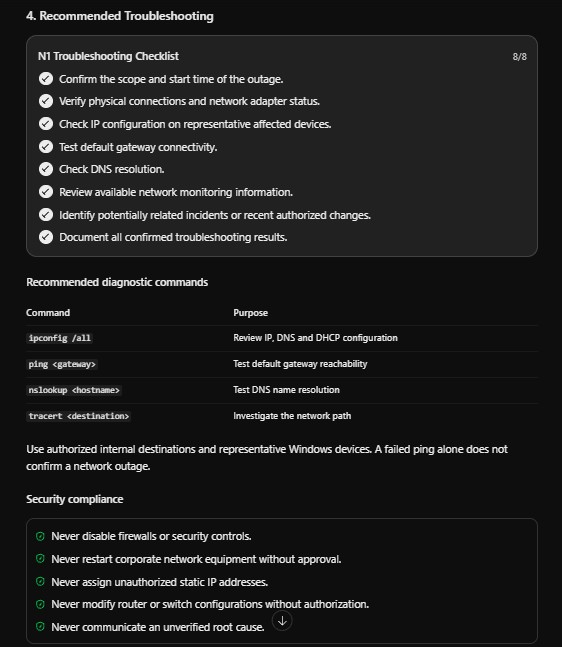 4. Recommended Troubleshooting
N1 Troubleshooting Checklist 8/8
Confirm the scope and start time of the outage.
Verify physical connections and network adapter status.
Check IP configuration on representative affected devices.
Test default gateway connectivity.
Check DNS resolution.
Review available network monitoring information.
Identify potentially related incidents or recent authorized changes.
Document all confirmed troubleshooting results.
Recommended diagnostic commands
Command Purpose
ipconfig /all Review IP, DNS and DHCP configuration
ping <gateway> Test default gateway reachability
nslookup <hostname> Test DNS name resolution
tracert <destination> Investigate the network path
Use authorized internal destinations and representative Windows devices. A failed ping alone does not
confirm a network outage.
Security compliance
Never disable firewalls or security controls.
Never restart corporate network equipment without approval.
Never assign unauthorized static IP addresses.
Never modify router or switch configurations without authorization.
Never communicate an unverified root cause.